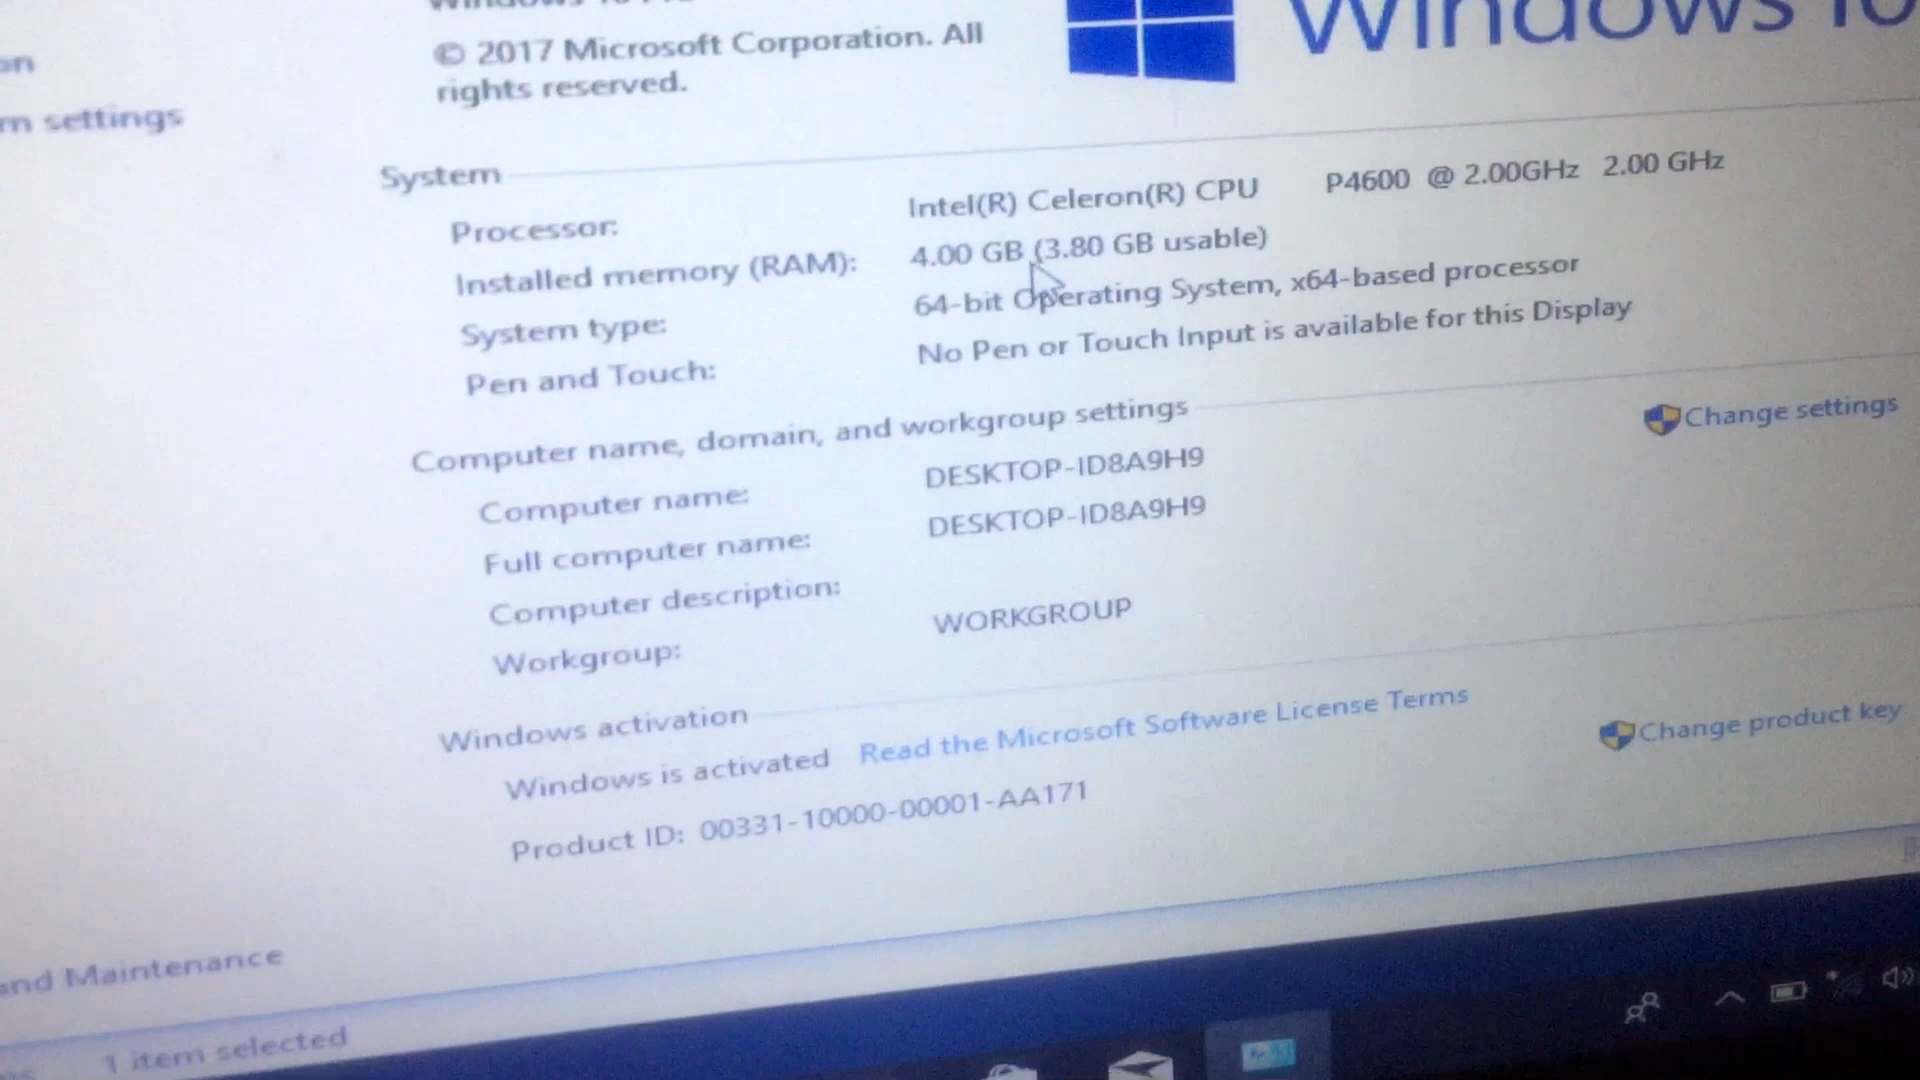 © 2017 Microsoft Corporation. All
rights reserved.
Windows 10
on
m settings
System
Processor: Intel(R) Celeron(R) CPU P4600 @ 2.00GHz 2.00 GHz
Installed memory (RAM): 4.00 GB (3.80 GB usable)
System type: 64-bit Operating System, x64-based processor
Pen and Touch: No Pen or Touch Input is available for this Display
Computer name, domain, and workgroup settings
Computer name: DESKTOP-ID8A9H9
Change settings
Full computer name: DESKTOP-ID8A9H9
Computer description:
Workgroup: WORKGROUP
Windows activation
Windows is activated Read the Microsoft Software License Terms
Product ID: 00331-10000-00001-AA171
Change product key
and Maintenance
1 item selected